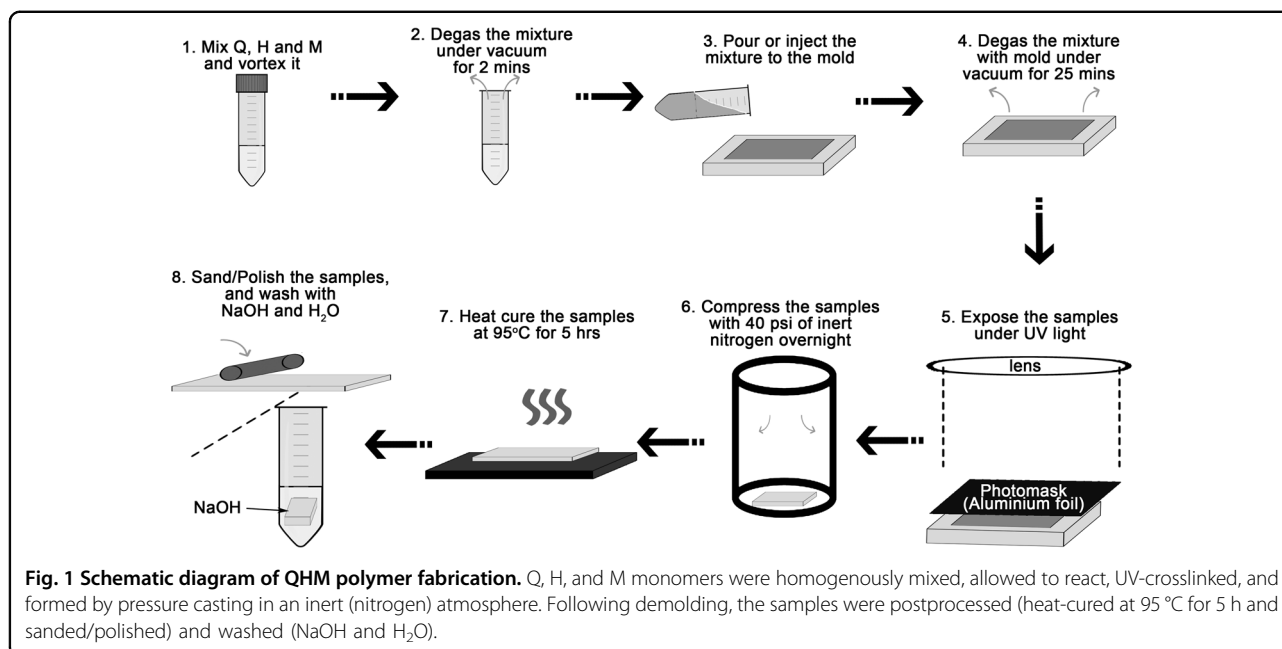 1. Mix Q, H and M
and vortex it
2. Degas the mixture
under vacuum
for 2 mins
3. Pour or inject the
mixture to the mold
4. Degas the mixture
with mold under
vacuum for 25 mins
5. Expose the samples
under UV light
lens
Photomask
(Aluminium foil)
6. Compress the samples
with 40 psi of inert
nitrogen overnight
7. Heat cure the samples
at 95°C for 5 hrs
8. Sand/Polish the samples,
and wash with
NaOH and H₂O
NaOH
Fig. 1 Schematic diagram of QHM polymer fabrication. Q, H, and M monomers were homogenously mixed, allowed to react, UV-crosslinked, and
formed by pressure casting in an inert (nitrogen) atmosphere. Following demolding, the samples were postprocessed (heat-cured at 95 °C for 5 h and
sanded/polished) and washed (NaOH and H₂O).